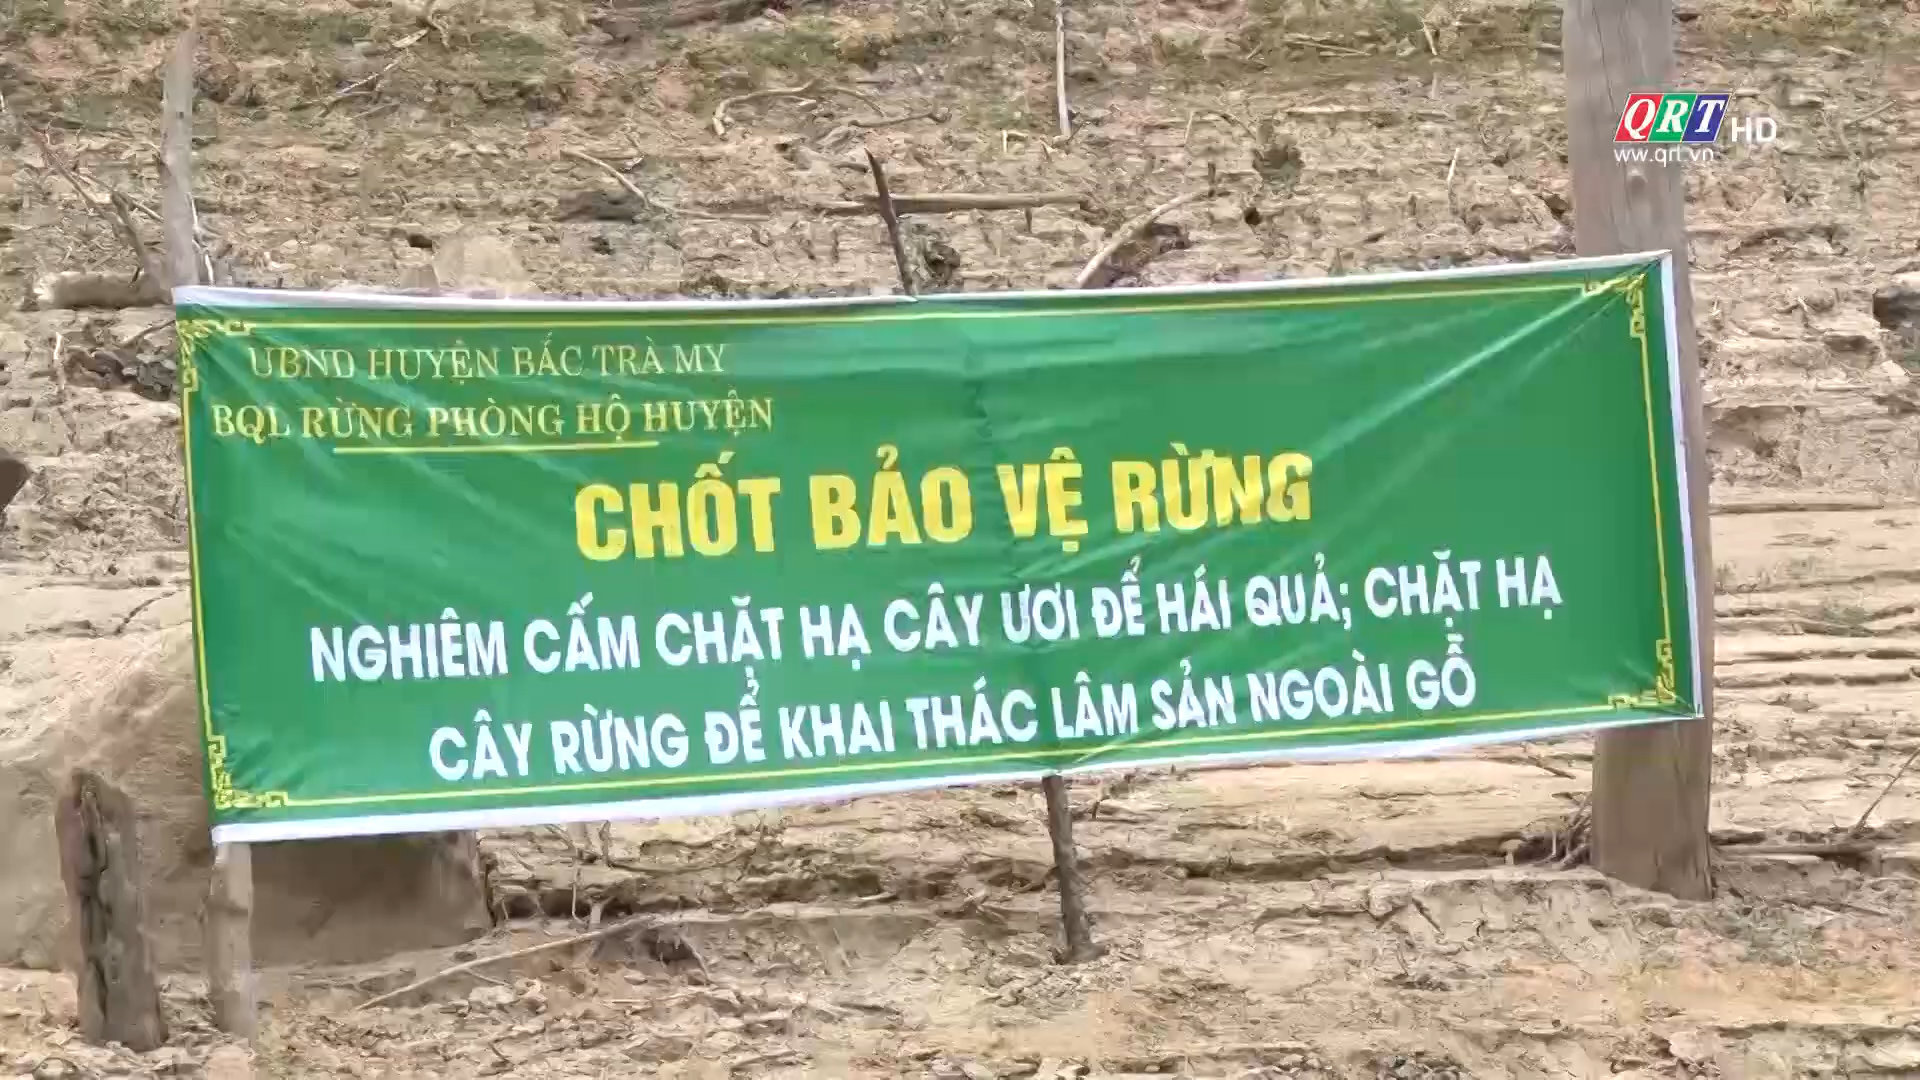 QRT HD
ww.qrt.vn
UBND HUYỆN BẮC TRÀ MY
BQL RỪNG PHÒNG HỘ HUYỆN
CHỐT BẢO VỆ RỪNG
NGHIÊM CẤM CHẶT HẠ CÂY ƯƠI ĐỂ HÁI QUẢ; CHẶT HẠ
CÂY RỪNG ĐỂ KHAI THÁC LÂM SẢN NGOÀI GỖ